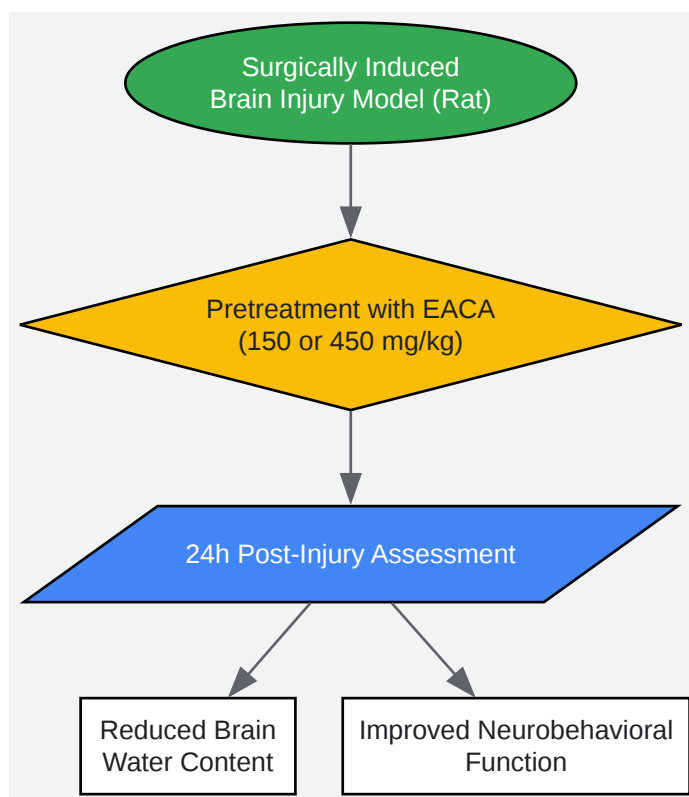 Surgically Induced
Brain Injury Model (Rat)
Pretreatment with EACA
(150 or 450 mg/kg)
24h Post-Injury Assessment
Reduced Brain
Water Content
Improved Neurobehavioral
Function